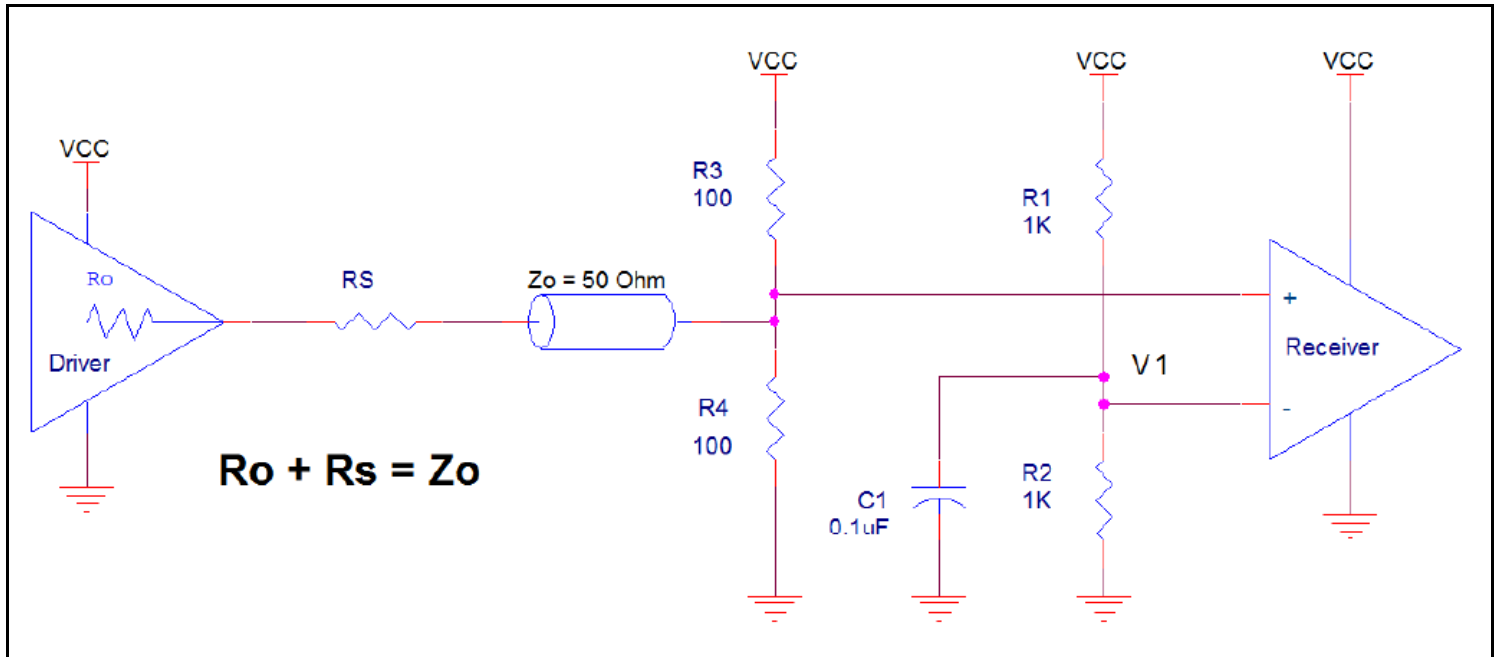 VCC
VCC
VCC
VCC
R3
100
R1
1K
Ro
RS
Zo = 50 Ohm
+
Driver
Receiver
V1
-
R4
100
Ro + Rs = Zo
R2
1K
C1
0.1uF